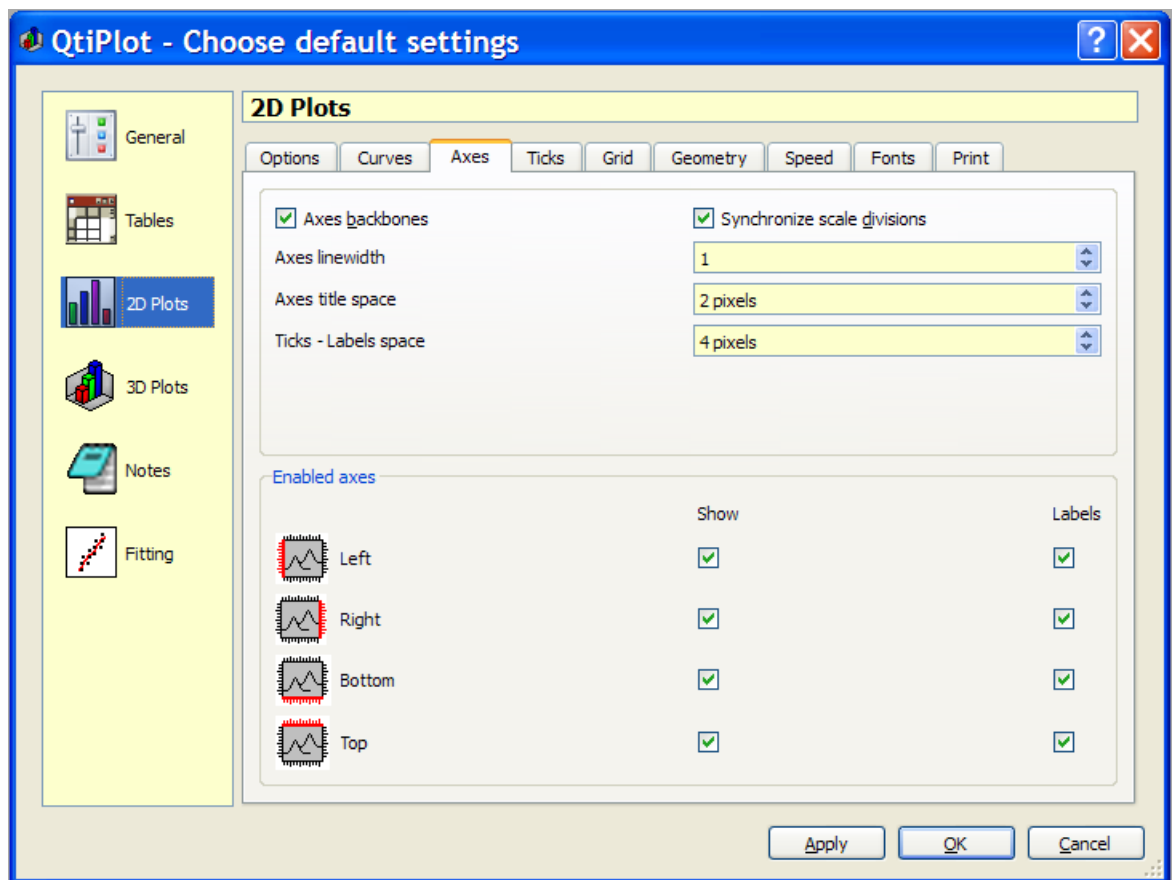 QtiPlot - Choose default settings
General
Tables
2D Plots
3D Plots
Notes
Fitting
2D Plots
Options Curves Axes Ticks Grid Geometry Speed Fonts Print
Axes backbones Synchronize scale divisions
Axes linewidth 1
Axes title space 2 pixels
Ticks - Labels space 4 pixels
Enabled axes
Show Labels
Left
Right
Bottom
Top
Apply OK Cancel